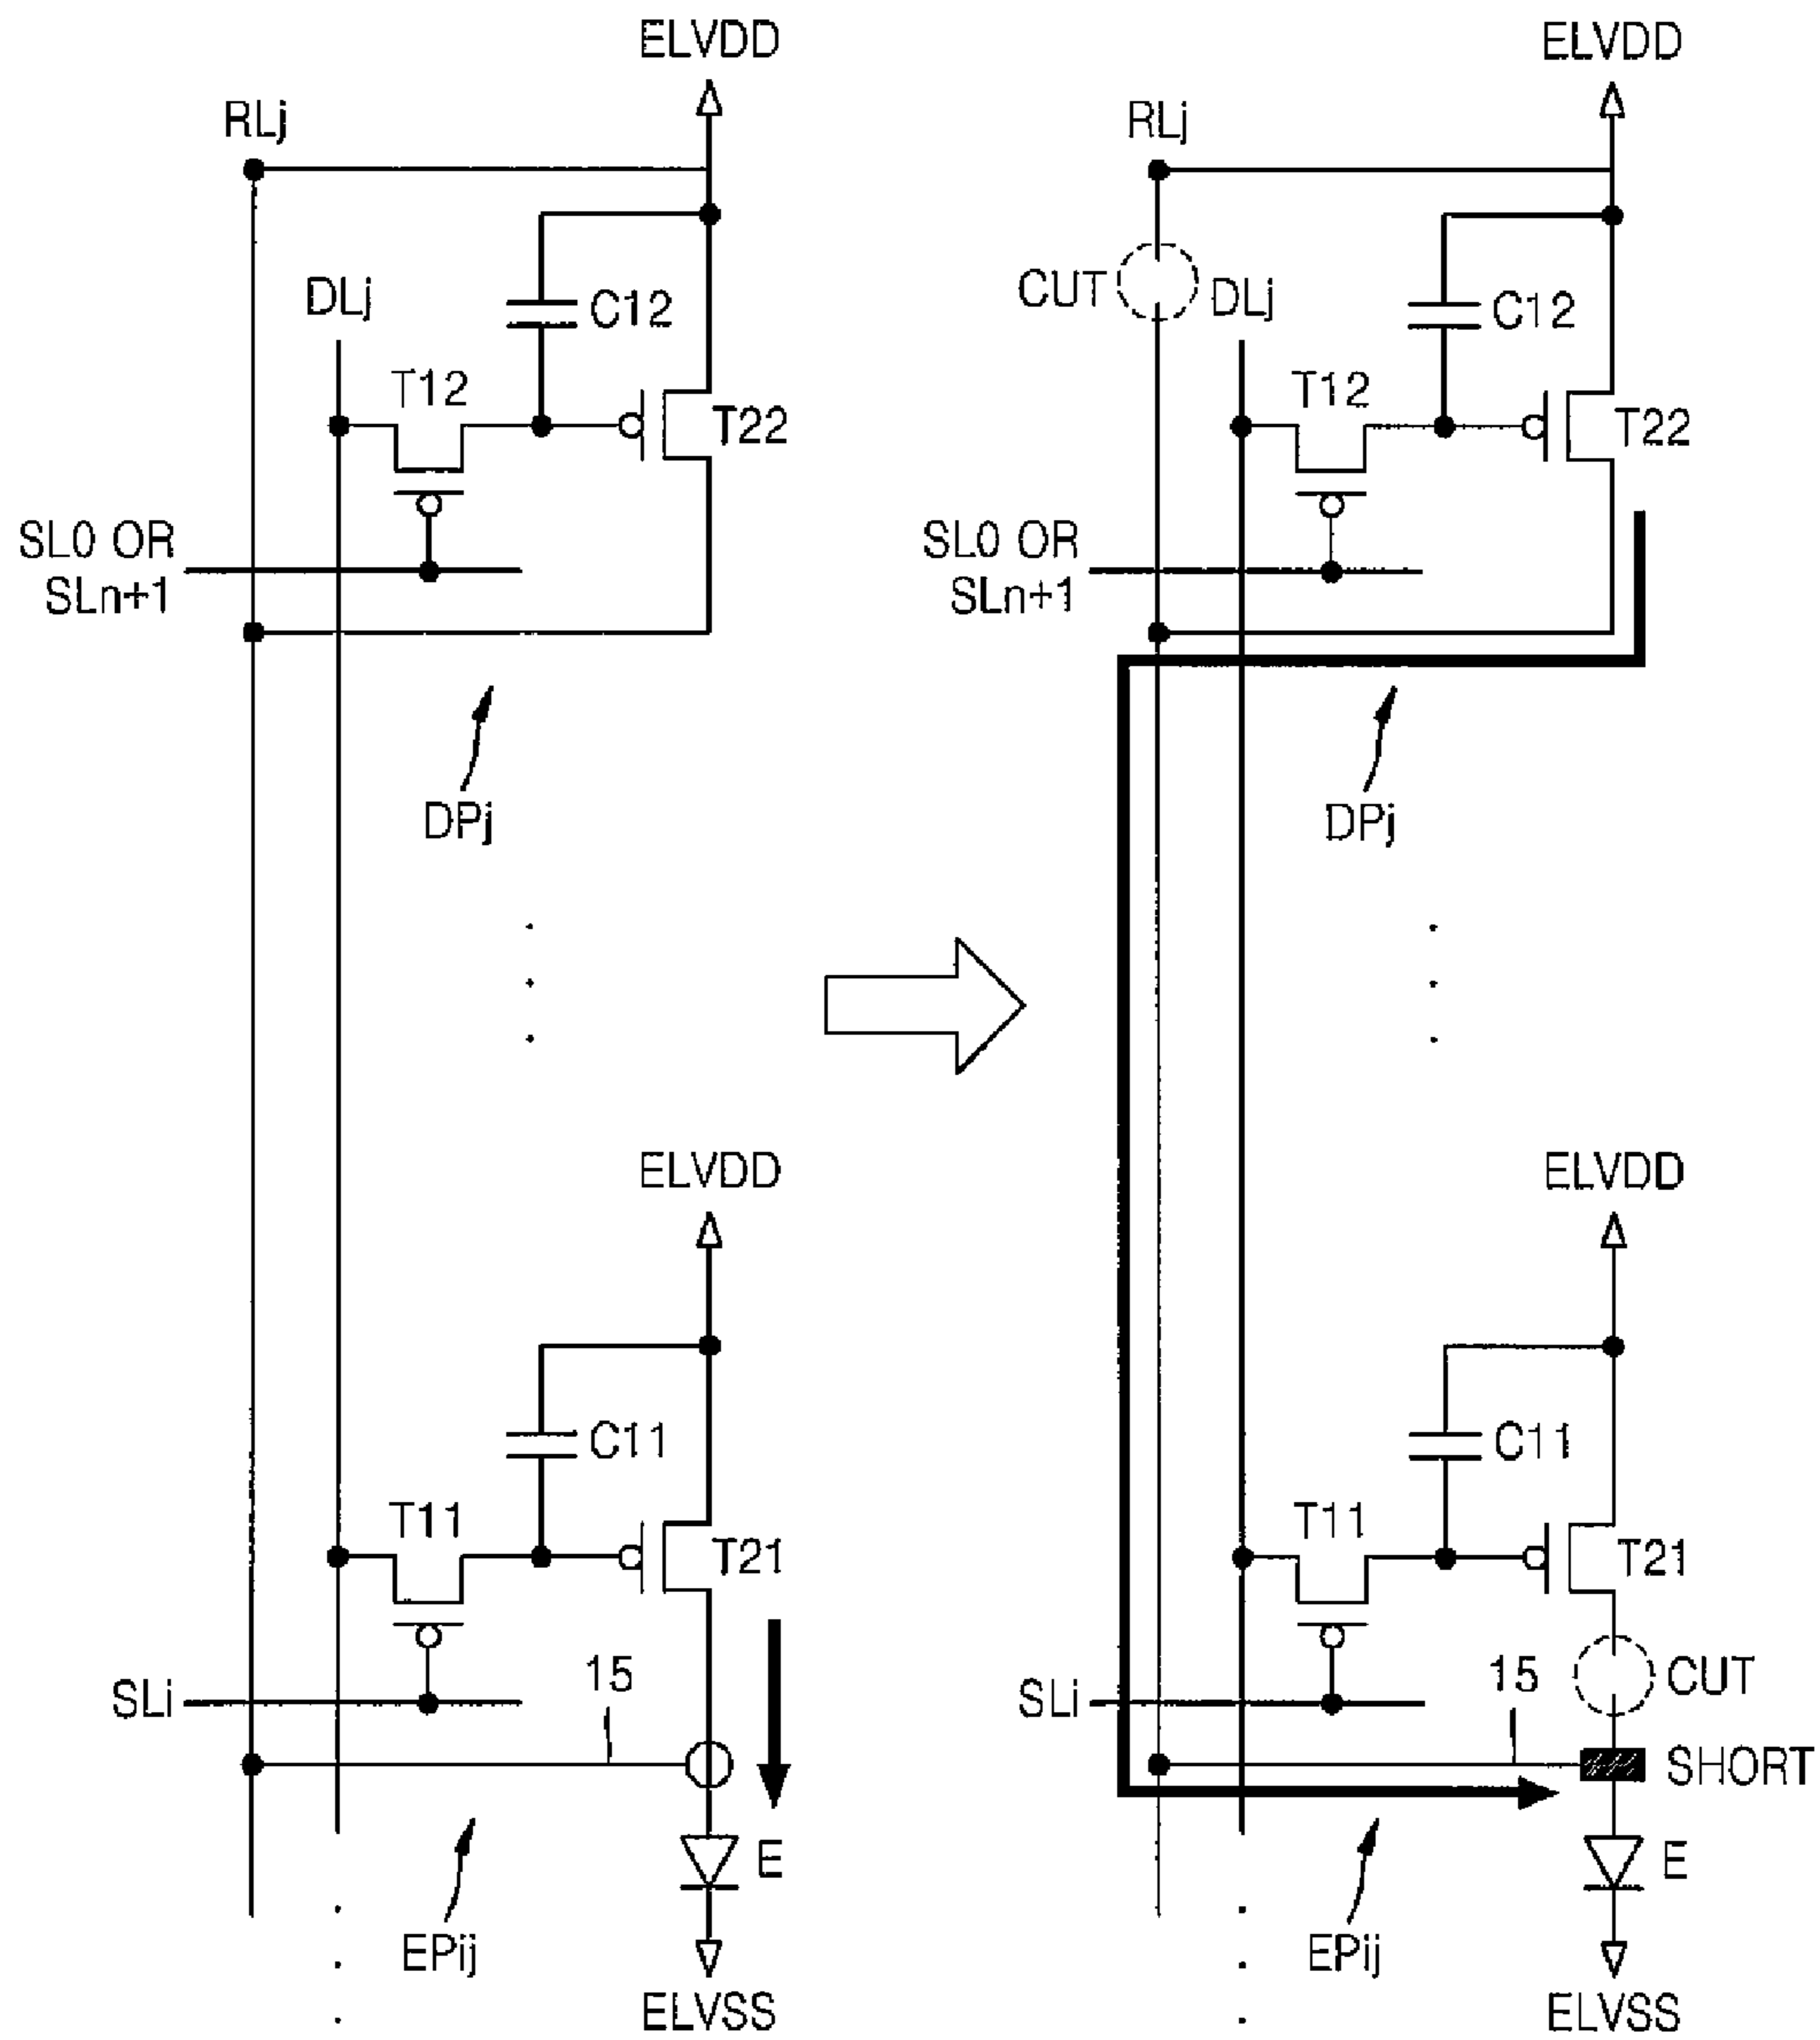 ELVDD
RLj
DLj
C12
T12
T22
SL0 OR
SLn+1
DPj
ELVDD
C11
T11
T21
SLi
15
E
EPij
ELVSS
ELVDD
RLj
CUT
DLj
C12
T12
T22
SL0 OR
SLn+1
DPj
ELVDD
C11
T11
T21
CUT
SLi
15
SHORT
E
EPij
ELVSS